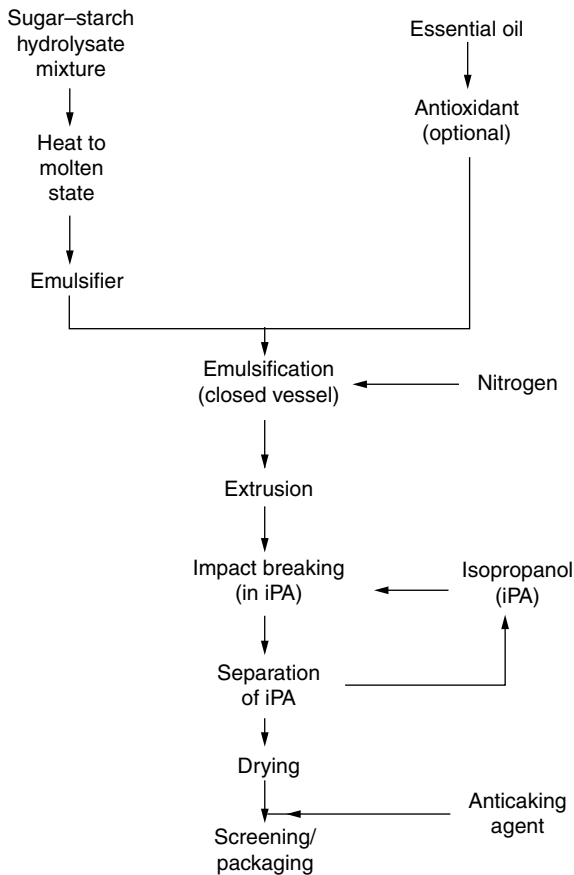 Sugar–starch
hydrolysate
mixture
Essential oil
Antioxidant
(optional)
Heat to
molten
state
Emulsifier
Emulsification
(closed vessel)
Nitrogen
Extrusion
Impact breaking
(in iPA)
Isopropanol
(iPA)
Separation
of iPA
Drying
Anticaking
agent
Screening/
packaging